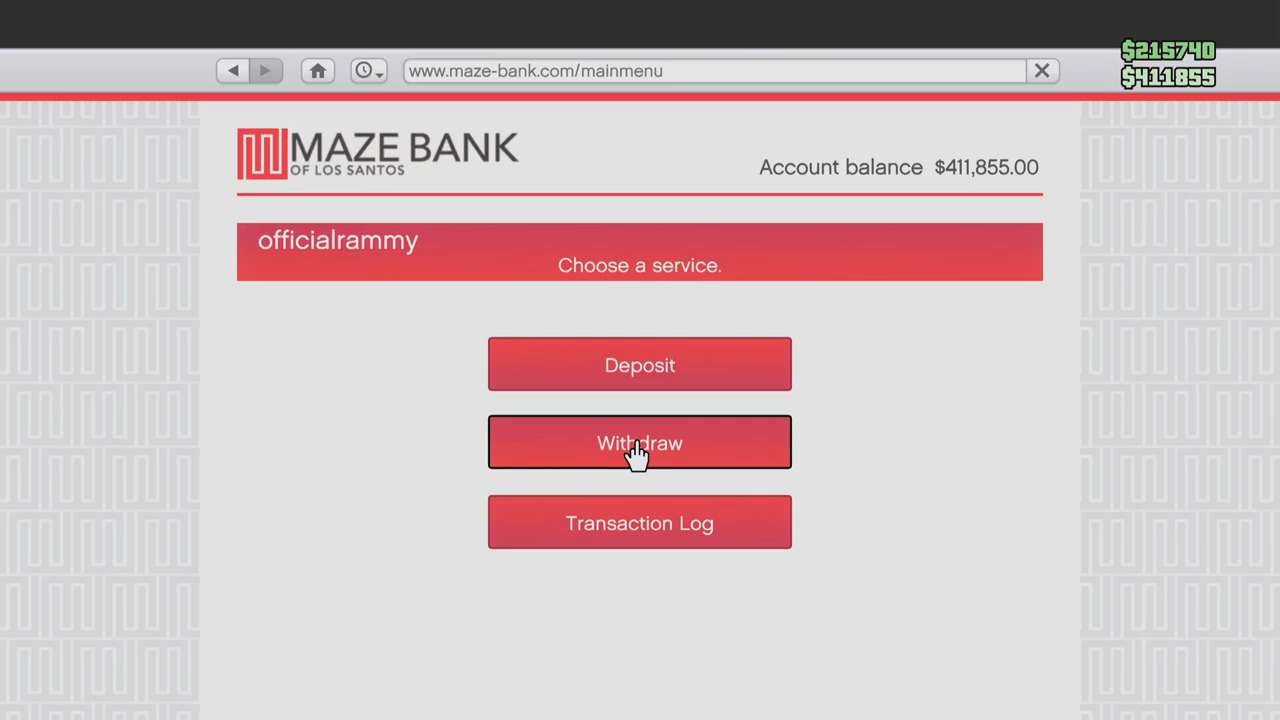 $215740
www.maze-bank.com/mainmenu
$411855
MAZE BANK
OF LOS SANTOS
Account balance $411,855.00
officialrammy
Choose a service.
Deposit
Withdraw
Transaction Log